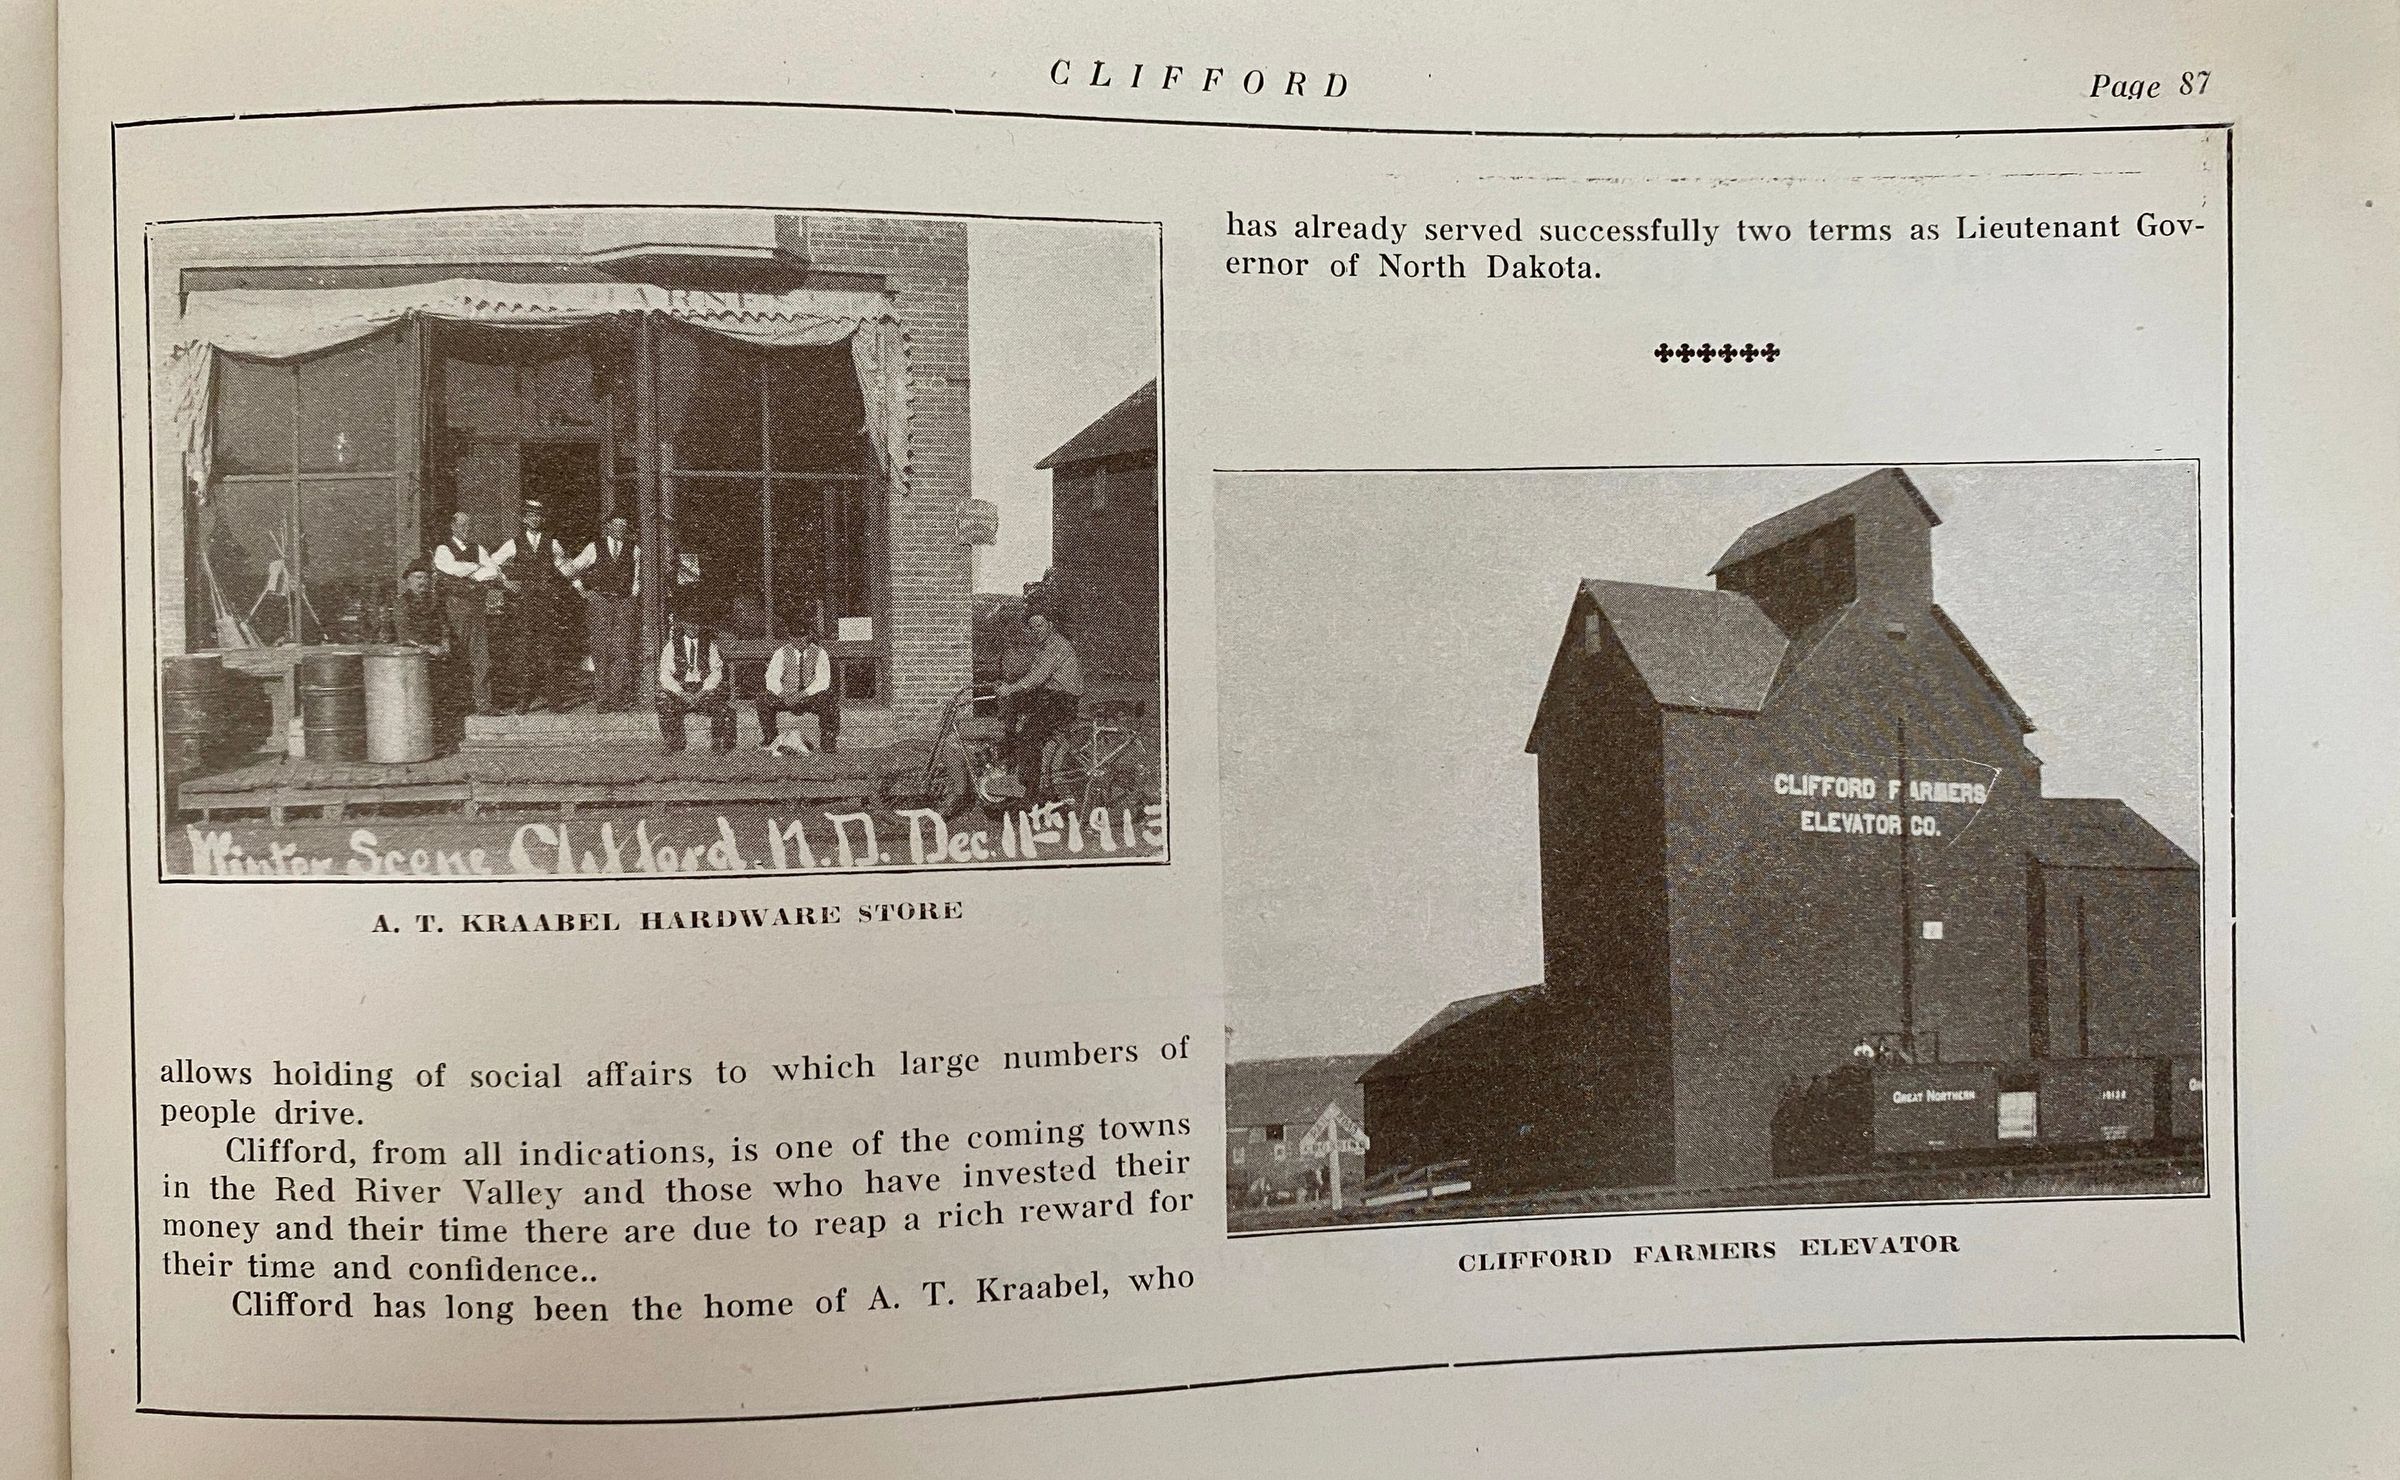 CLIFFORD
Page 87
Winter Scene Clifford N.D. Dec. 11th 1913
A. T. KRAABEL HARDWARE STORE
allows holding of social affairs to which large numbers of
people drive.
Clifford, from all indications, is one of the coming towns
in the Red River Valley and those who have invested their
money and their time there are due to reap a rich reward for
their time and confidence..
Clifford has long been the home of A. T. Kraabel, who
has already served successfully two terms as Lieutenant Gov-
ernor of North Dakota.
CLIFFORD FARMERS
ELEVATOR CO.
GREAT NORTHERN
CLIFFORD FARMERS ELEVATOR